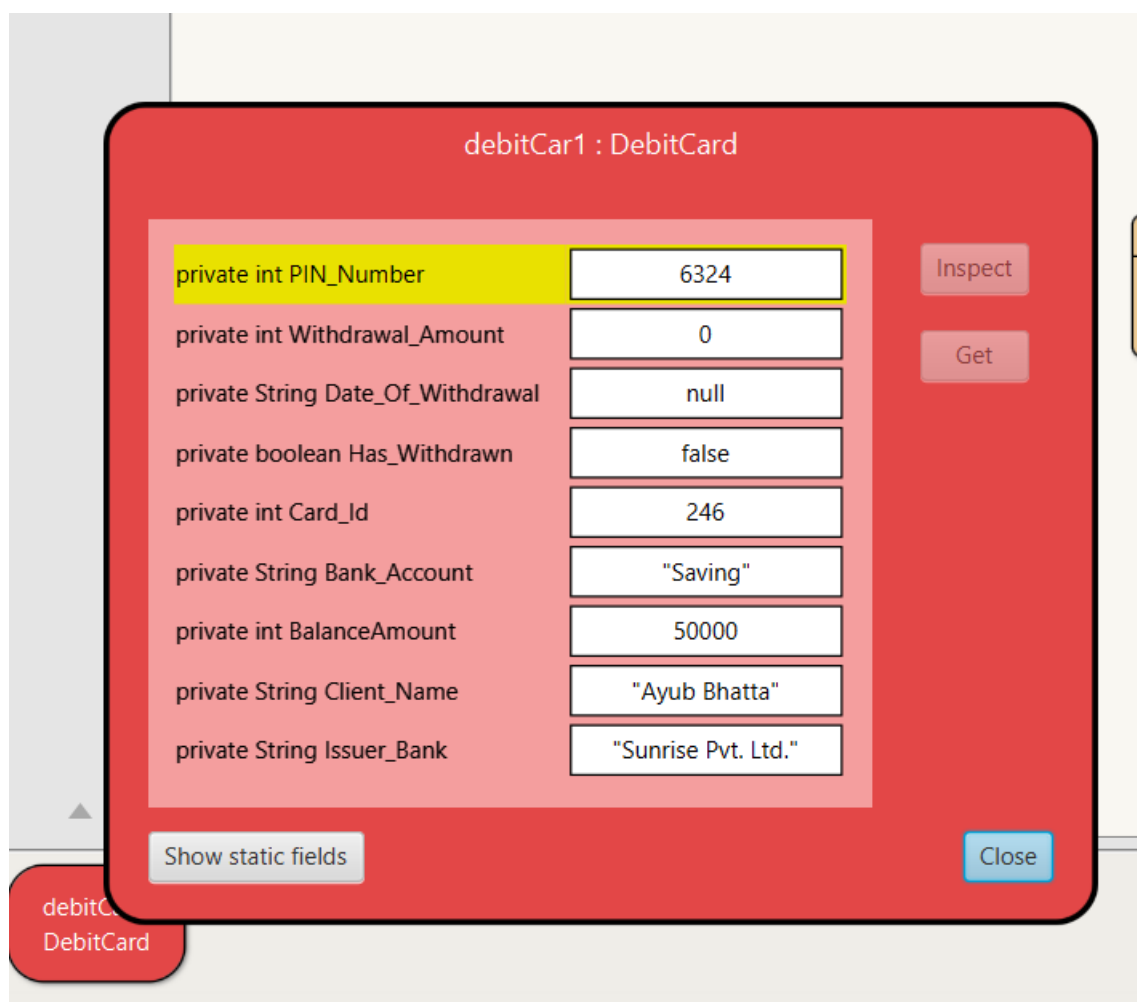 debitCar1 : DebitCard
private int PIN_Number 6324
private int Withdrawal_Amount 0
private String Date_Of_Withdrawal null
private boolean Has_Withdrawn false
private int Card_Id 246
private String Bank_Account "Saving"
private int BalanceAmount 50000
private String Client_Name "Ayub Bhatta"
private String Issuer_Bank "Sunrise Pvt. Ltd."
Inspect
Get
Show static fields
Close
DebitCard